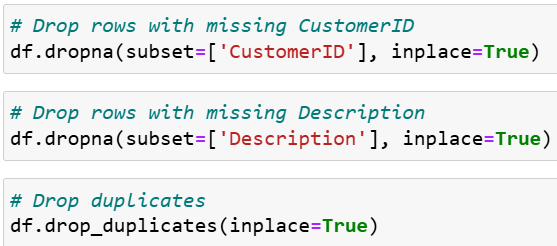 # Drop rows with missing CustomerID
df.dropna(subset=['CustomerID'], inplace=True)
# Drop rows with missing Description
df.dropna(subset=['Description'], inplace=True)
# Drop duplicates
df.drop_duplicates(inplace=True)